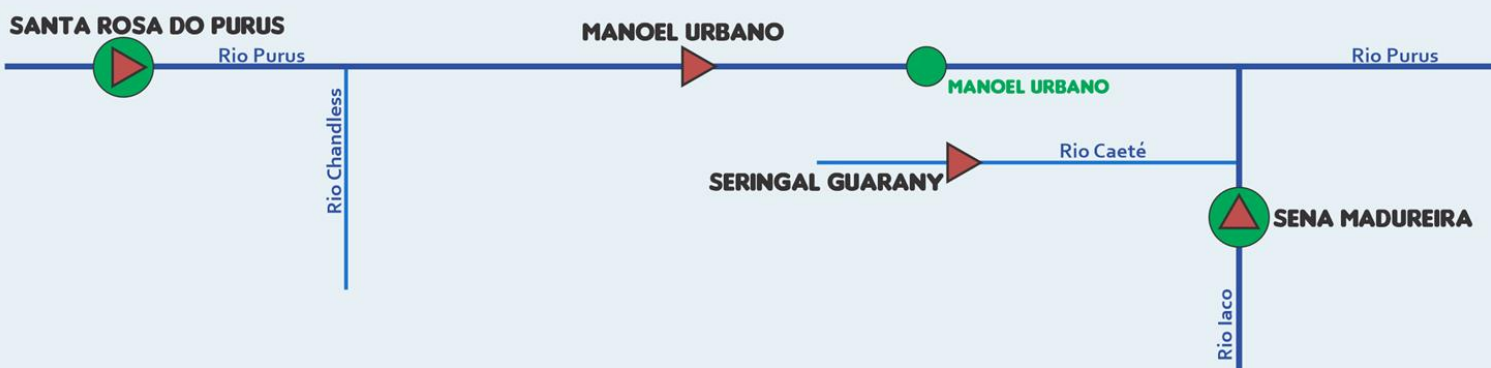 SANTA ROSA DO PURUS
MANOEL URBANO
Rio Purus
Rio Purus
MANOEL URBANO
Rio Chandless
Rio Caeté
SERINGAL GUARANY
SENA MADUREIRA
Rio Iaco